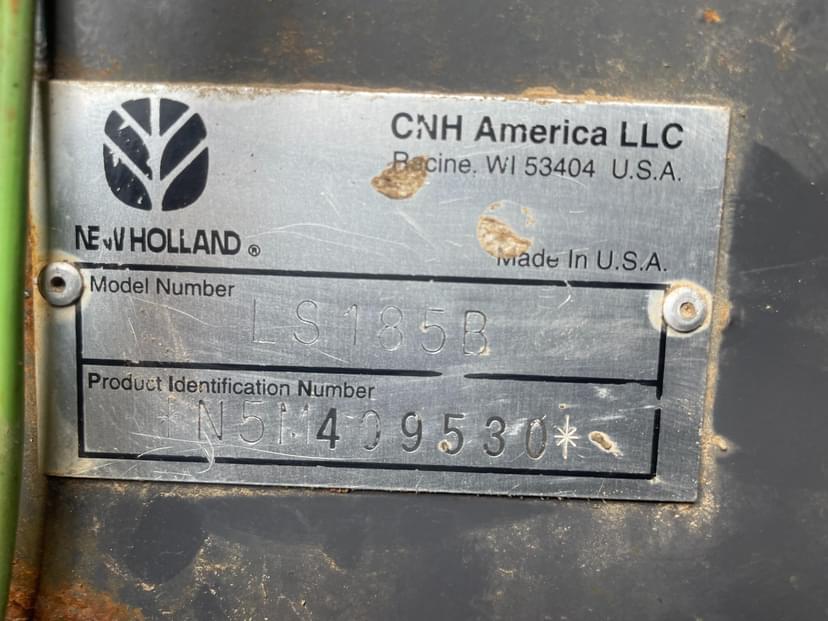 CNH America LLC
Racine, WI 53404 U.S.A.
NEW HOLLAND ®
Made In U.S.A.
Model Number
LS185B
Product Identification Number
*N5M409530*